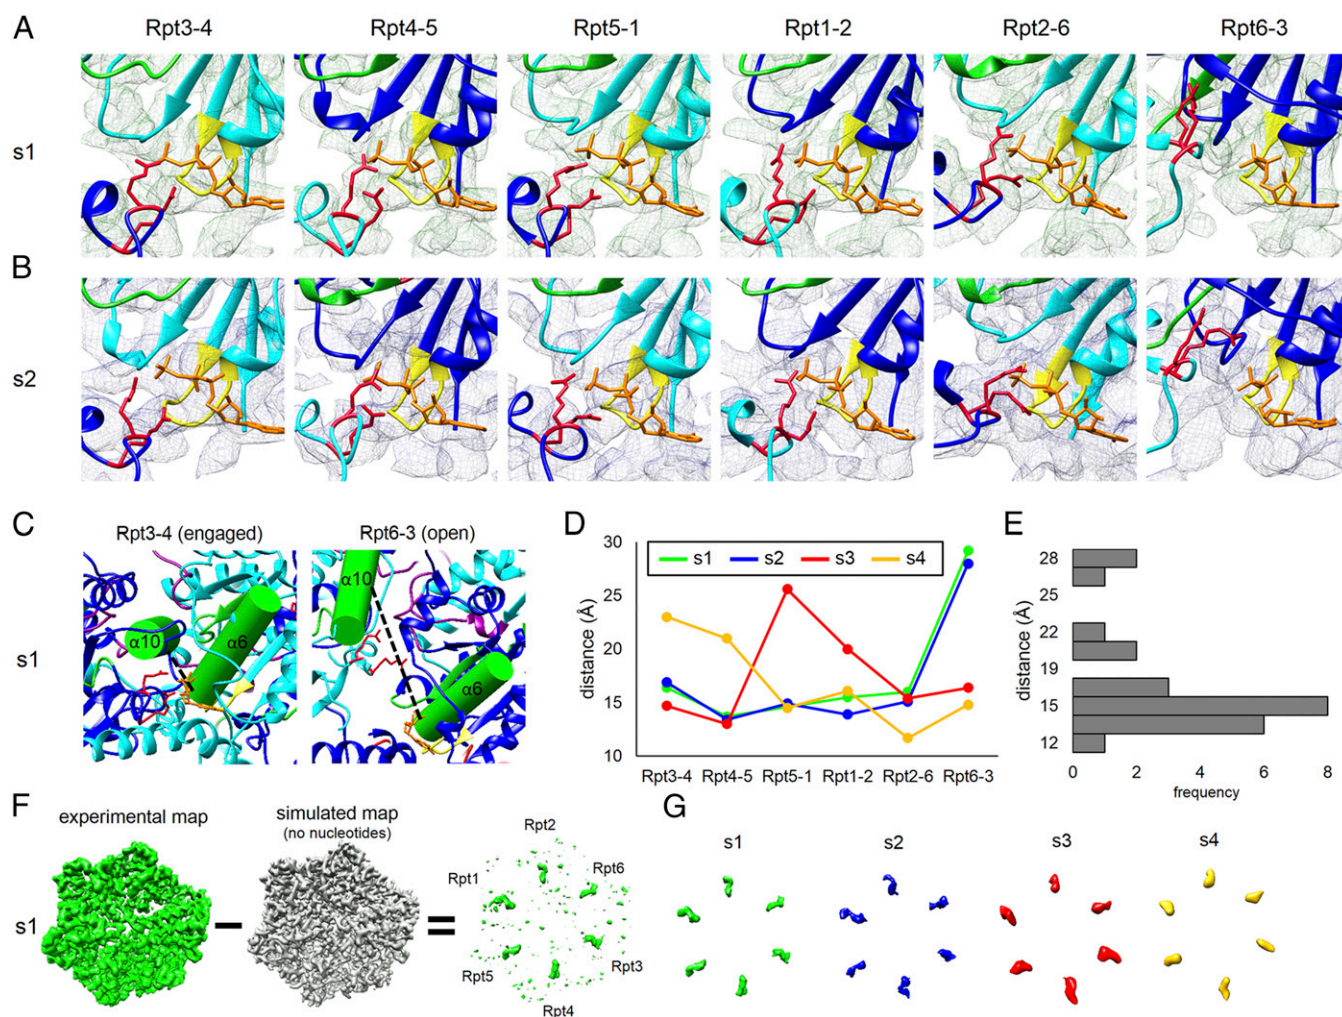 A
Rpt3-4 Rpt4-5 Rpt5-1 Rpt1-2 Rpt2-6 Rpt6-3
s1
B
s2
C
Rpt3-4 (engaged) Rpt6-3 (open)
s1
α10 α6
α10 α6
D
s1 s2 s3 s4
distance (Å)
30
25
20
15
10
Rpt3-4 Rpt4-5 Rpt5-1 Rpt1-2 Rpt2-6 Rpt6-3
E
distance (Å)
28
25
22
19
15
12
0 2 4 6 8
frequency
F
experimental map
simulated map
(no nucleotides)
s1
Rpt2
Rpt1 Rpt6
Rpt5 Rpt3
Rpt4
G
s1 s2 s3 s4